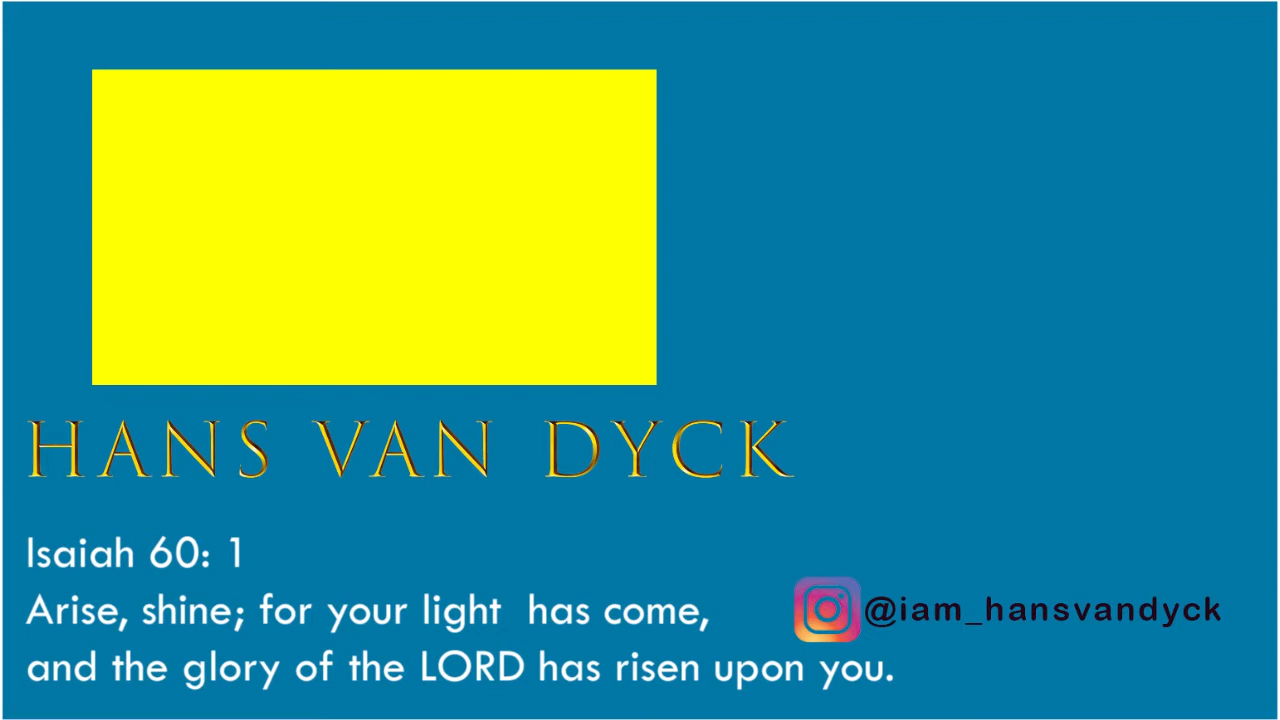 HANS VAN DYCK
Isaiah 60: 1
Arise, shine; for your light  has come,
@iam_hansvandyck
and the glory of the LORD has risen upon you.